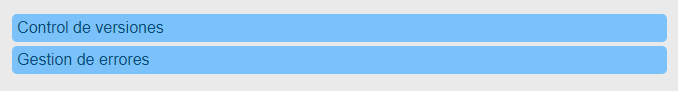 Control de versiones
Gestion de errores